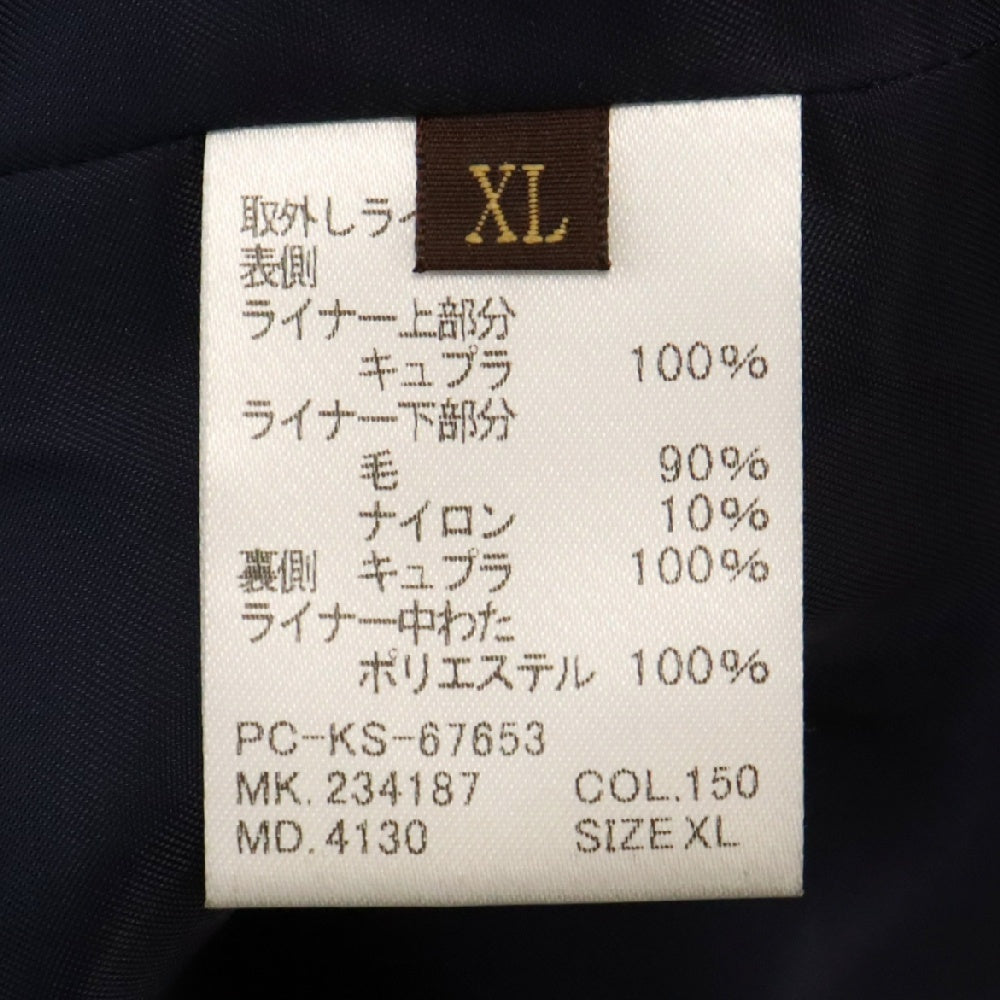 XL
取外しライ
表側
ライナー上部分
キュプラ 100%
ライナー下部分
毛 90%
ナイロン 10%
裏側 キュプラ 100%
ライナー中わた
ポリエステル 100%
PC-KS-67653
MK.234187 COL.150
MD.4130 SIZE XL